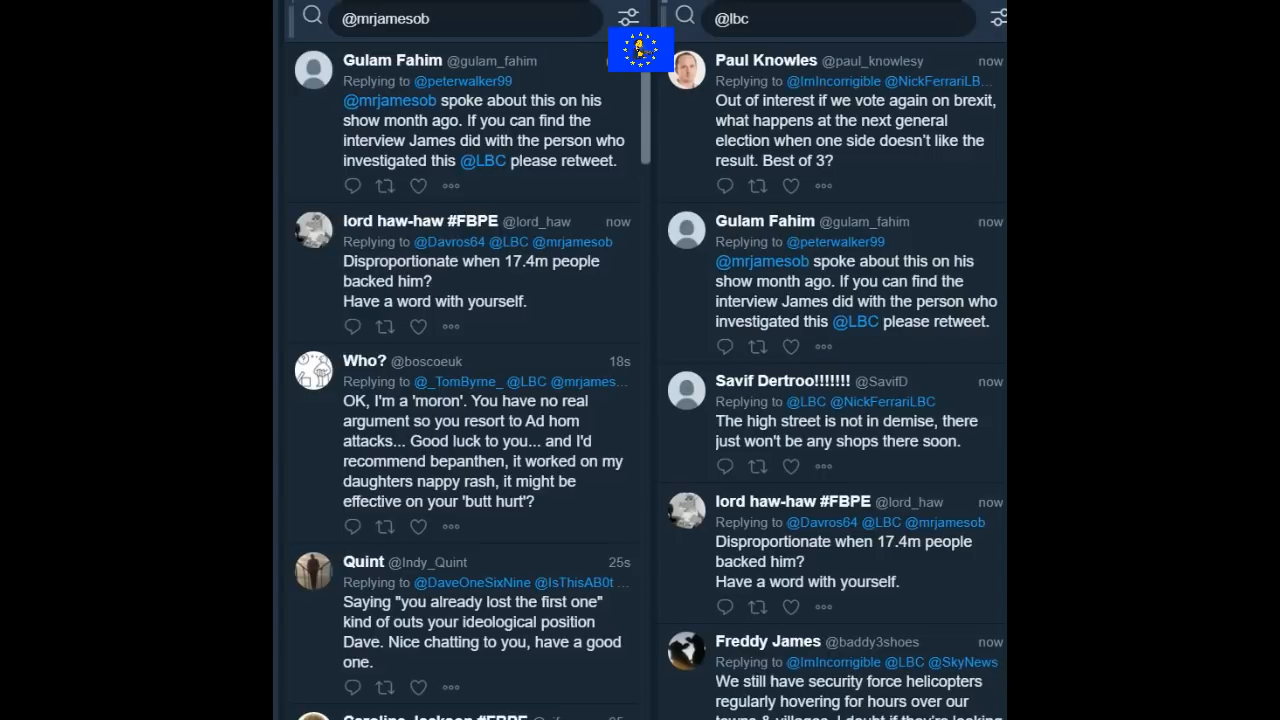 @mrjamesob
Gulam Fahim @gulam_fahim
Replying to @peterwalker99
@mrjamesob spoke about this on his
show month ago. If you can find the
interview James did with the person who
investigated this @LBC please retweet.
lord haw-haw #FBPE @lord_haw now
Replying to @Davros64 @LBC @mrjamesob
Disproportionate when 17.4m people
backed him?
Have a word with yourself.
Who? @boscoeuk 18s
Replying to @_TomByrne_ @LBC @mrjames...
OK, I'm a 'moron'. You have no real
argument so you resort to Ad hom
attacks... Good luck to you... and I'd
recommend bepanthen, it worked on my
daughters nappy rash, it might be
effective on your 'butt hurt'?
Quint @Indy_Quint 25s
Replying to @DaveOneSixNine @IsThisAB0t ...
Saying "you already lost the first one"
kind of outs your ideological position
Dave. Nice chatting to you, have a good
one.
@lbc
Paul Knowles @paul_knowlesy now
Replying to @ImIncorrigible @NickFerrariLB...
Out of interest if we vote again on brexit,
what happens at the next general
election when one side doesn't like the
result. Best of 3?
Gulam Fahim @gulam_fahim now
Replying to @peterwalker99
@mrjamesob spoke about this on his
show month ago. If you can find the
interview James did with the person who
investigated this @LBC please retweet.
Savif Dertroo!!!!!!! @SavifD now
Replying to @LBC @NickFerrariLBC
The high street is not in demise, there
just won't be any shops there soon.
lord haw-haw #FBPE @lord_haw now
Replying to @Davros64 @LBC @mrjamesob
Disproportionate when 17.4m people
backed him?
Have a word with yourself.
Freddy James @baddy3shoes now
Replying to @ImIncorrigible @LBC @SkyNews
We still have security force helicopters
regularly hovering for hours over our